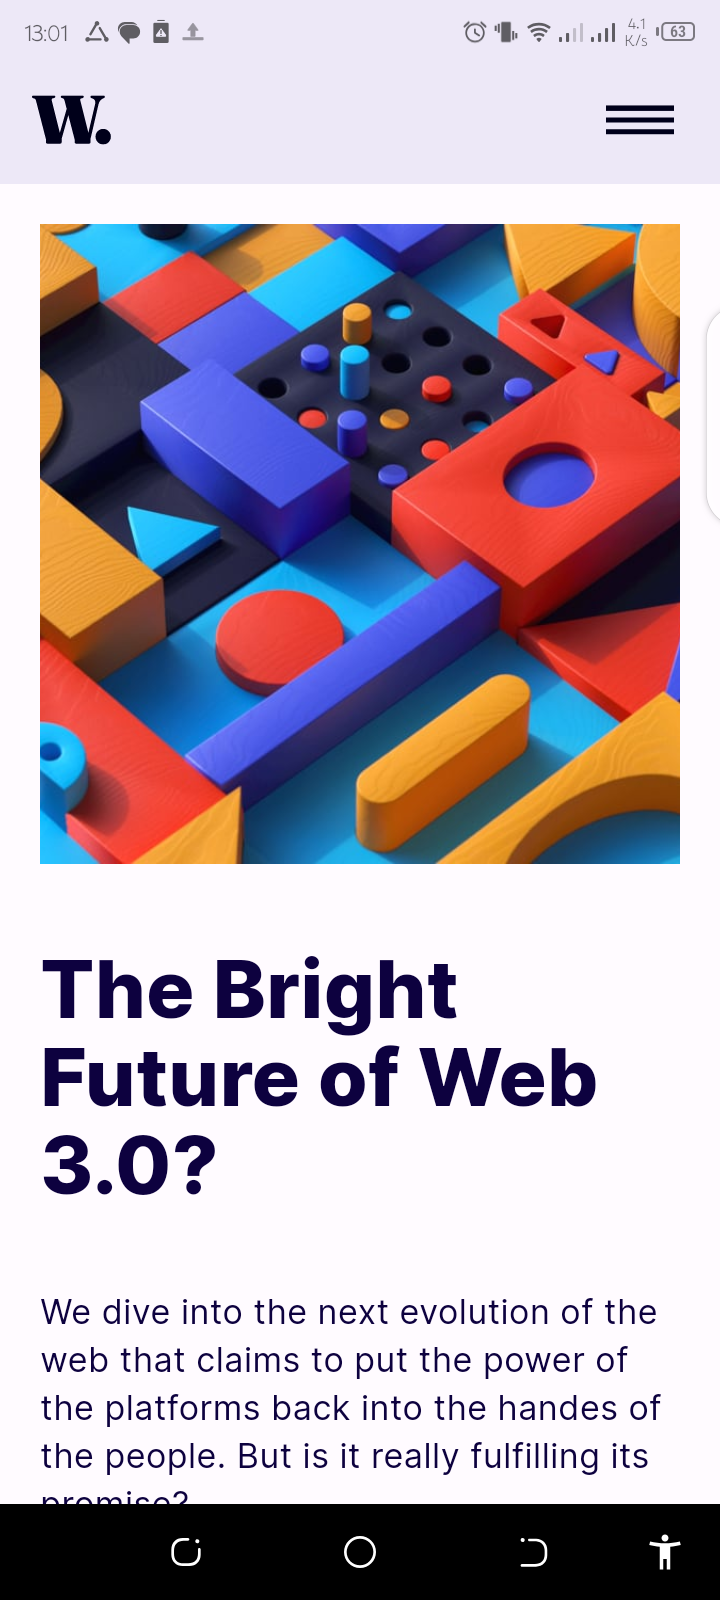 13:01
4.1
K/s
63
W.
The Bright
Future of Web
3.0?
We dive into the next evolution of the
web that claims to put the power of
the platforms back into the handes of
the people. But is it really fulfilling its
promise?